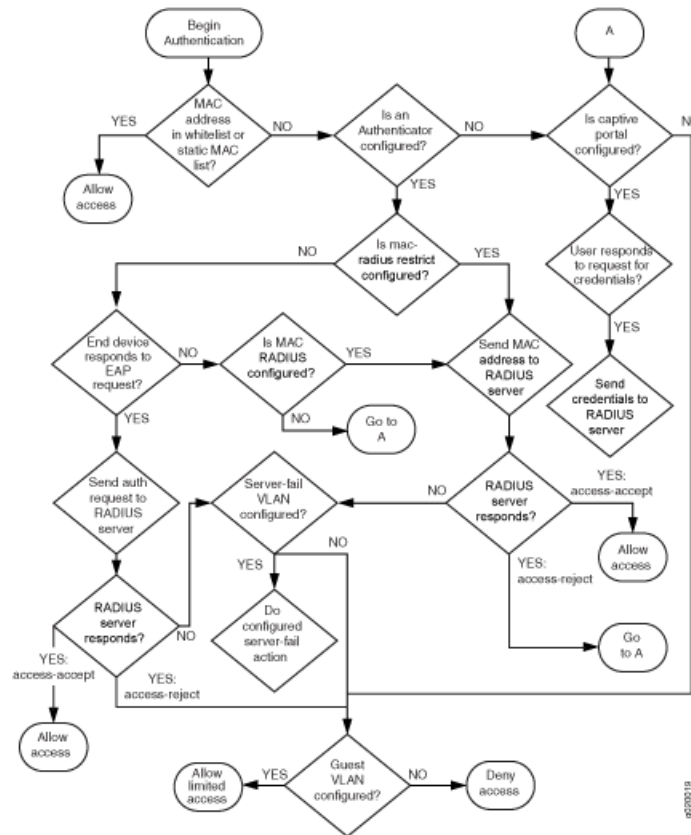 Begin
Authentication
A
MAC
address
in whitelist or
static MAC
list?
YES
NO
Is an
Authenticator
configured?
NO
Is captive
portal
configured?
Allow
access
YES
YES
Is mac-
radius restrict
configured?
NO
YES
User responds
to request for
credentials?
YES
End device
responds to
EAP
request?
NO
Is MAC
RADIUS
configured?
YES
Send MAC
address to
RADIUS
server
Send
credentials to
RADIUS
server
YES
NO
Go to
A
Send auth
request to
RADIUS
server
Server-fail
VLAN
configured?
NO
RADIUS
server
responds?
YES:
access-accept
NO
YES
Allow
access
YES:
access-reject
RADIUS
server
responds?
NO
Do
configured
server-fail
action
Go
to A
YES:
access-accept
YES:
access-reject
Allow
access
Guest
VLAN
configured?
YES
Allow
limited
access
NO
Deny
access
g020019